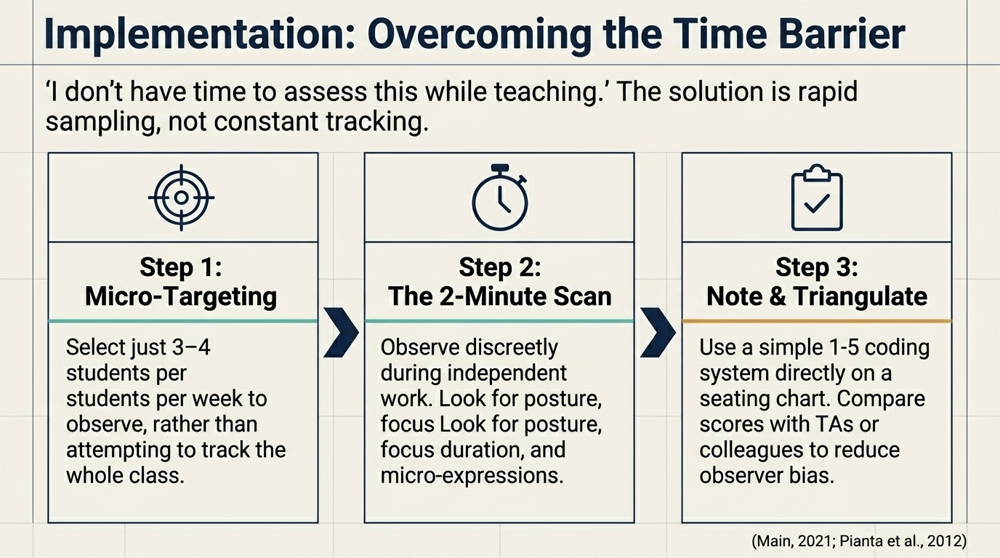 Implementation: Overcoming the Time Barrier
‘I don’t have time to assess this while teaching.’ The solution is rapid
sampling, not constant tracking.
Step 1:
Micro-Targeting
Select just 3–4
students per
students per week to
observe, rather than
attempting to track the
whole class.
Step 2:
The 2-Minute Scan
Observe discreetly
during independent
work. Look for posture,
focus Look for posture,
focus duration, and
micro-expressions.
Step 3:
Note & Triangulate
Use a simple 1-5 coding
system directly on a
seating chart. Compare
scores with TAs or
colleagues to reduce
observer bias.
(Main, 2021; Pianta et al., 2012)